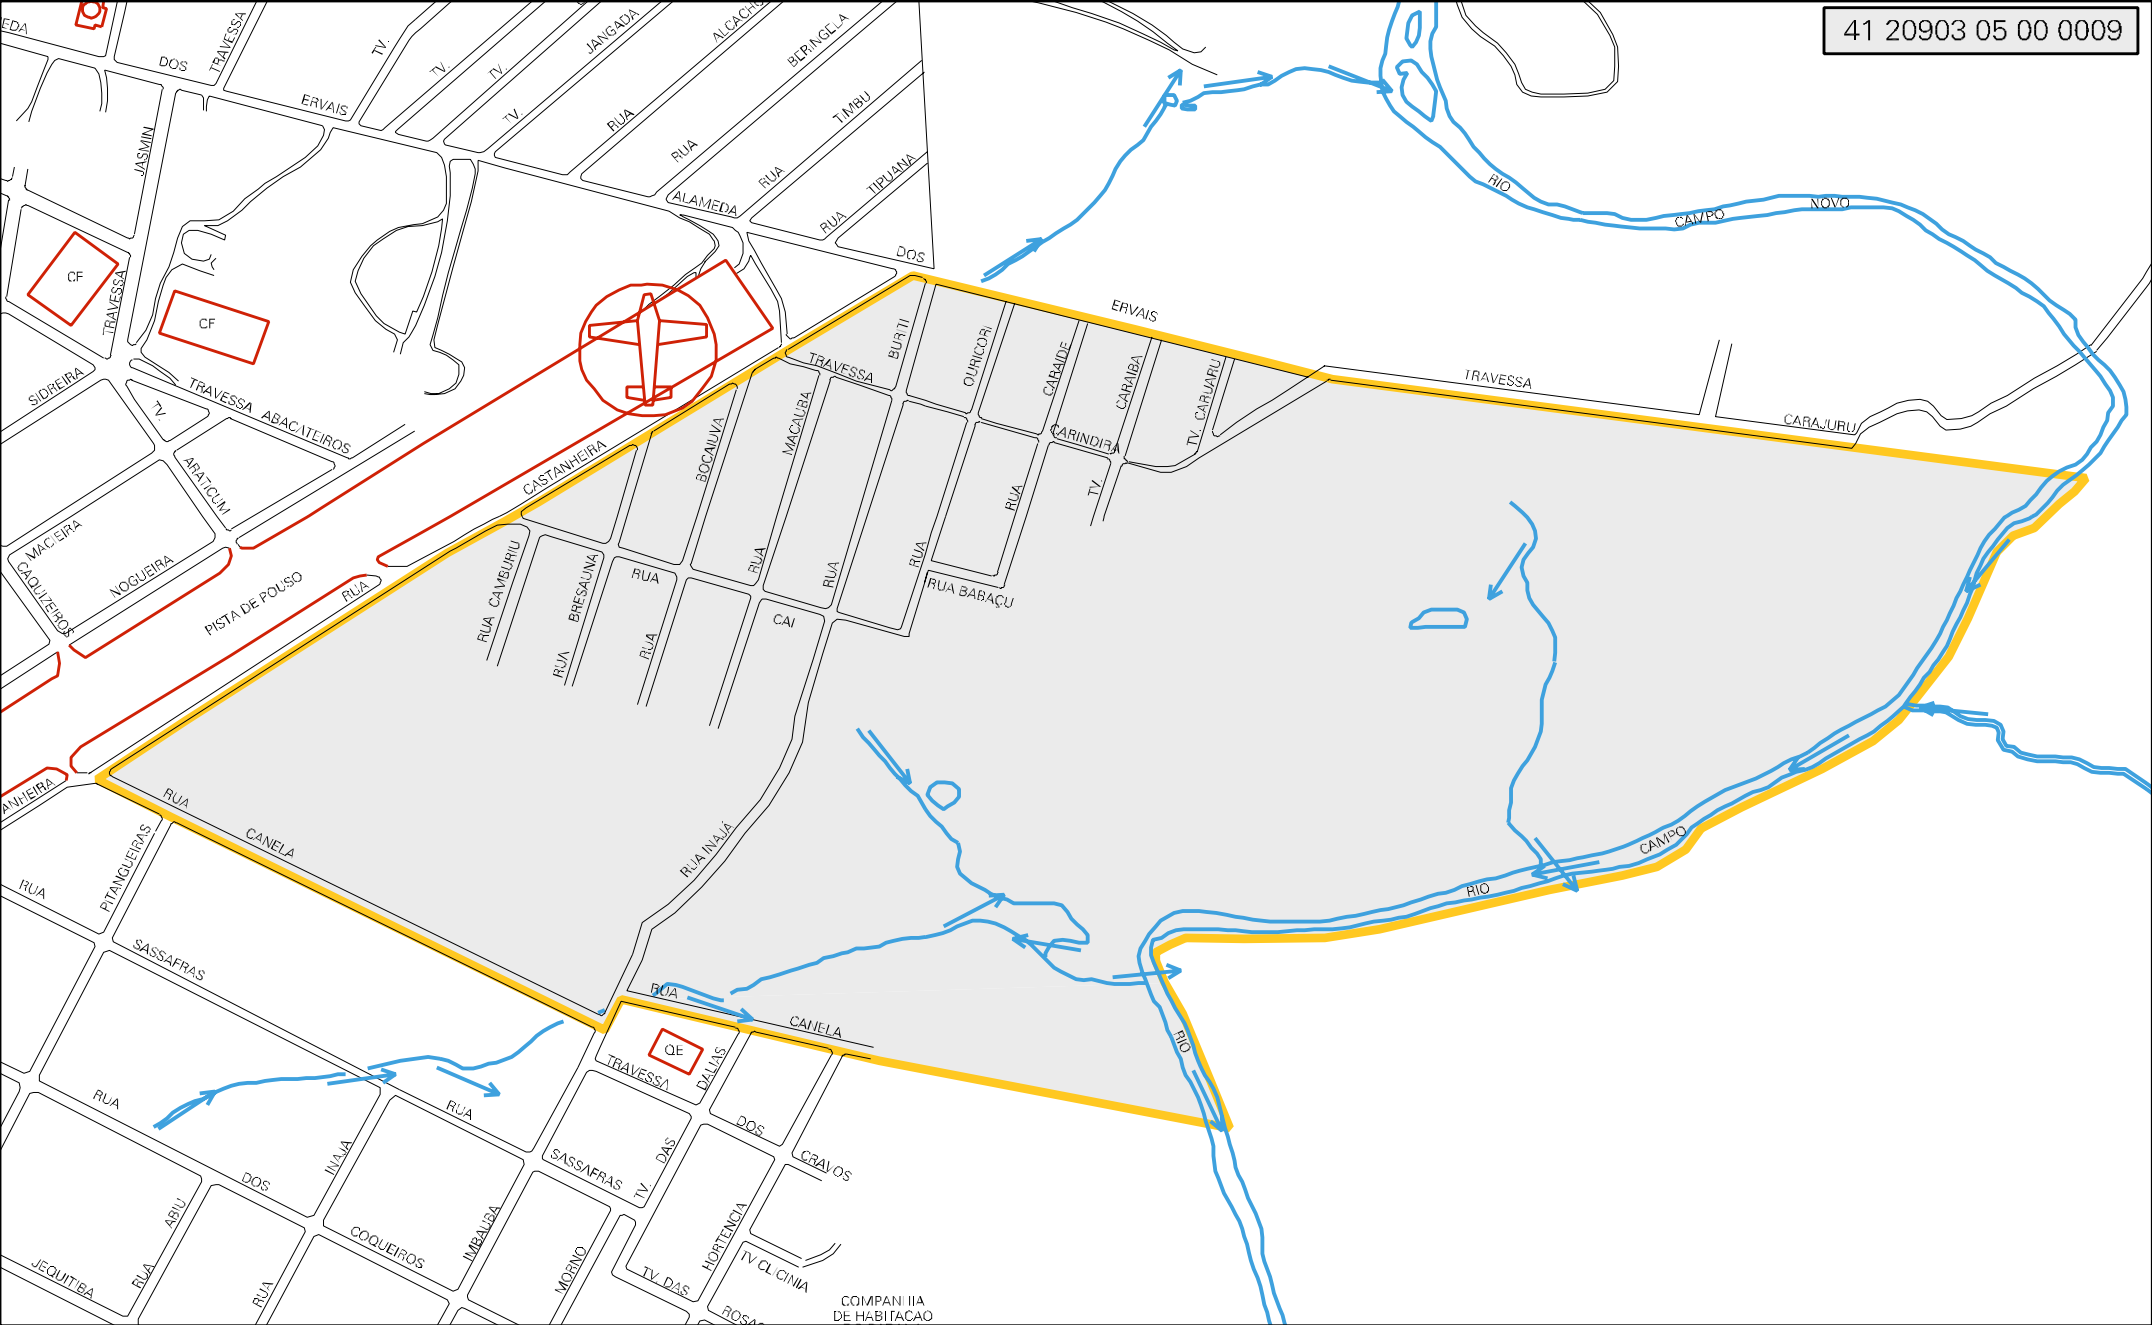 41 20903 05 00 0009
EDA
DOS
TRAVESSA
ERVAIS
TV.
TV.
TV.
JANGADA
TV.
RUA
BERINGELA
RUA
TIMBU
RUA
TIPUANA
RUA
ALAMEDA
DOS
JASMIN
TRAVESSA
CF
CF
SIDREIRA
TV.
TRAVESSA ABACATEIROS
ARATICUM
MACIEIRA
CAQUIZEIROS
NOGUEIRA
PISTA DE POUSO
RUA
CASTANHEIRA
ANHEIRA
RIO
CAMPO
NOVO
ERVAIS
TRAVESSA
CARAJURU
TRAVESSA
BURITI
OURICORI
CARAIDE
CARAIBA
TV. CARUARU
CARINDIRA
TV.
MACAUBA
BOCAIUVA
RUA
RUA
RUA
RUA
RUA BABAÇU
RUA CAMBURIU
BRESAUNA
RUA
RUA
RUA
CAI
RUA INAJÁ
RUA
CANELA
RUA
CANELA
RIO
CAMPO
RIO
RUA
PITANGUEIRAS
SASSAFRAS
RUA
RUA
DOS
INAJA
ABIU
RUA
JEQUITIBA
RUA
COQUEIROS
IMBAUBA
MORNO
SASSAFRAS
TRAVESSA
QE
DALIAS
DAS
TV.
DOS
CRAVOS
HORTENCIA
TV CLICINIA
TV. DAS
COMPANHIA
DE HABITACAO